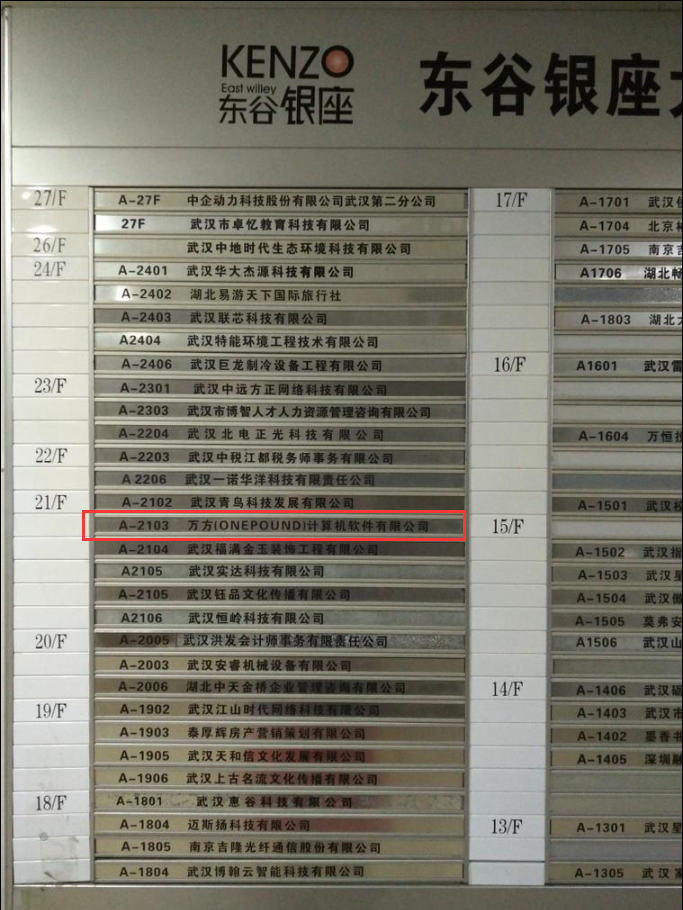 KENZO
East willey
东谷银座
东谷银座
27/F A-27F 中企动力科技股份有限公司武汉第二分公司
27F 武汉市卓忆教育科技有限公司
26/F 武汉中地时代生态环境科技有限公司
24/F A-2401 武汉华大杰源科技有限公司
A-2402 湖北易游天下国际旅行社
A-2403 武汉联芯科技有限公司
A2404 武汉特能环境工程技术有限公司
A-2406 武汉巨龙制冷设备工程有限公司
23/F A-2301 武汉中远方正网络科技有限公司
A-2303 武汉市博智人才人力资源管理咨询有限公司
A-2204 武汉北电正光科技有限公司
22/F A-2203 武汉中税江都税务师事务有限公司
A 2206 武汉一诺华洋科技有限责任公司
21/F A-2102 武汉青鸟科技发展有限公司
A-2103 万方(ONEPOUND)计算机软件有限公司
A-2104 武汉福满金玉装饰工程有限公司
A2105 武汉实达科技有限公司
A-2105 武汉钰品文化传播有限公司
A2106 武汉恒岭科技有限公司
20/F A-2005 武汉洪发会计师事务有限责任公司
A-2003 武汉安睿机械设备有限公司
A-2006 湖北中天金桥企业管理咨询有限公司
19/F A-1902 武汉江山时代网络科技有限公司
A-1903 泰厚辉房产营销策划有限公司
A-1905 武汉天和信文化发展有限公司
A-1906 武汉上古名流文化传播有限公司
18/F A-1801 武汉惠谷科技有限公司
A-1804 迈斯扬科技有限公司
A-1805 南京吉隆光纤通信股份有限公司
A-1804 武汉博翰云智能科技有限公司
17/F A-1701 武汉
A-1704 北京
A-1705 南京吉
A1706 湖北畅
A-1803 湖北
16/F A1601 武汉雷
A-1604 万恒
A-1501 武汉
15/F
A-1502 武汉指
A-1503 武汉星
A-1504 武汉
A-1505 莫弗安
A1506 武汉山
14/F A-1406 武汉
A-1403 武汉市
A-1402 墨香书
A-1405 深圳融
13/F A-1301 武汉星
A-1305 武汉